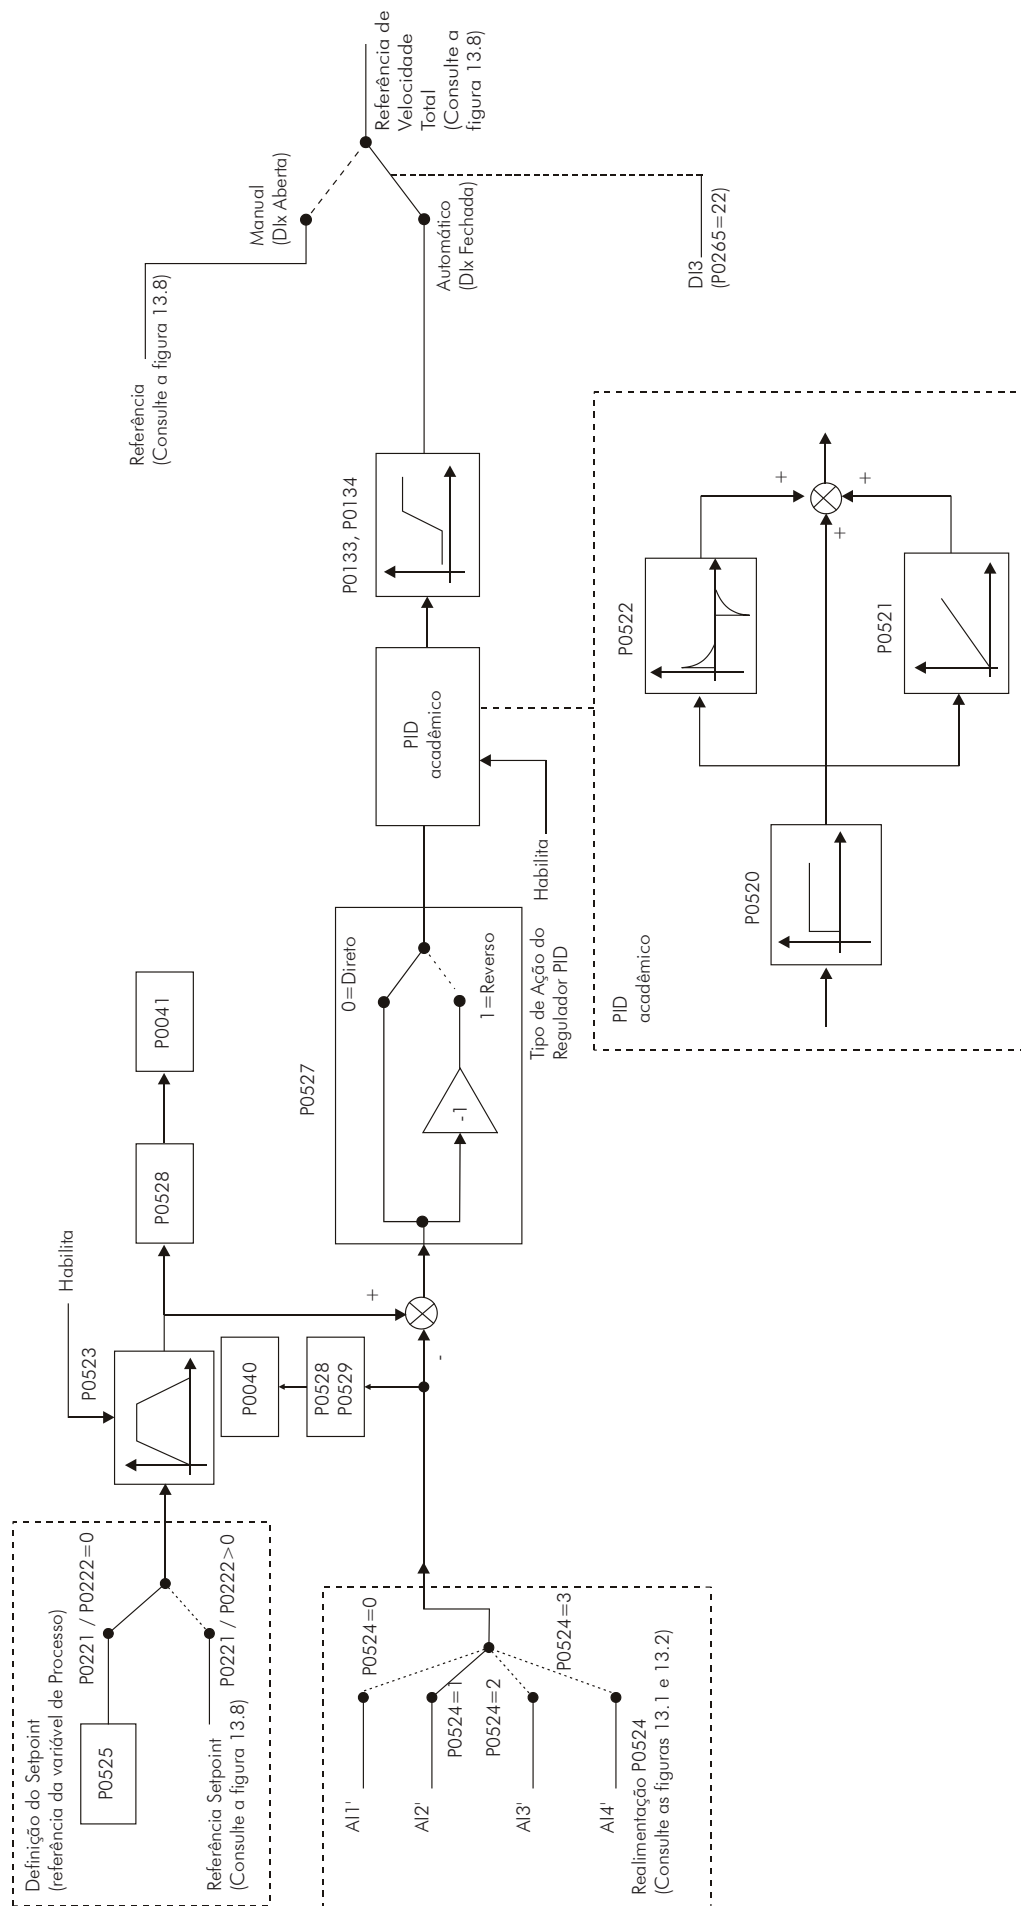 Definição do Setpoint
(referência da variável de Processo)
P0525
P0221 / P0222=0
P0221 / P0222>0
Referência Setpoint
(Consulte a figura 13.8)
Habilita
P0523
P0528
P0041
P0040
P0528
P0529
+
-
AI1'
AI2'
AI3'
AI4'
P0524=0
P0524=1
P0524=2
P0524=3
Realimentação P0524
(Consulte as figuras 13.1 e 13.2)
P0527
0=Direto
1=Reverso
-1
Tipo de Ação do
Regulador PID
Habilita
PID
acadêmico
P0133, P0134
Referência
(Consulte a figura 13.8)
Manual
(DIx Aberta)
Automático
(DIx Fechada)
Referência de
Velocidade
Total
(Consulte a
figura 13.8)
DI3
(P0265=22)
PID
acadêmico
P0520
P0522
P0521
+
+
+